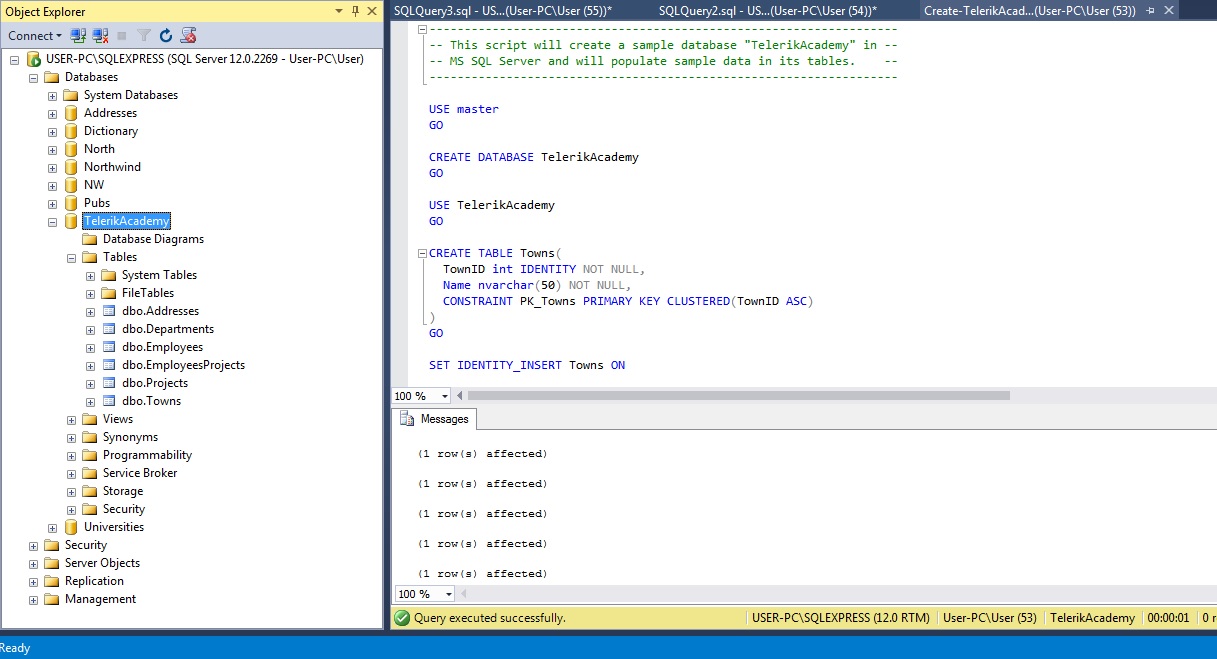 Object Explorer
Connect
USER-PC\SQLEXPRESS (SQL Server 12.0.2269 - User-PC\User)
Databases
System Databases
Addresses
Dictionary
North
Northwind
NW
Pubs
TelerikAcademy
Database Diagrams
Tables
System Tables
FileTables
dbo.Addresses
dbo.Departments
dbo.Employees
dbo.EmployeesProjects
dbo.Projects
dbo.Towns
Views
Synonyms
Programmability
Service Broker
Storage
Security
Universities
Security
Server Objects
Replication
Management
SQLQuery3.sql - US...(User-PC\User (55))* SQLQuery2.sql - US...(User-PC\User (54))* Create-TelerikAcad...(User-PC\User (53))
-------------------------------------------------------------------
-- This script will create a sample database "TelerikAcademy" in --
-- MS SQL Server and will populate sample data in its tables.    --
-------------------------------------------------------------------
USE master
GO
CREATE DATABASE TelerikAcademy
GO
USE TelerikAcademy
GO
CREATE TABLE Towns(
TownID int IDENTITY NOT NULL,
Name nvarchar(50) NOT NULL,
CONSTRAINT PK_Towns PRIMARY KEY CLUSTERED(TownID ASC)
)
GO
SET IDENTITY_INSERT Towns ON
100 %
Messages
(1 row(s) affected)
(1 row(s) affected)
(1 row(s) affected)
(1 row(s) affected)
(1 row(s) affected)
100 %
Query executed successfully. USER-PC\SQLEXPRESS (12.0 RTM) User-PC\User (53) TelerikAcademy 00:00:01 0 r
Ready